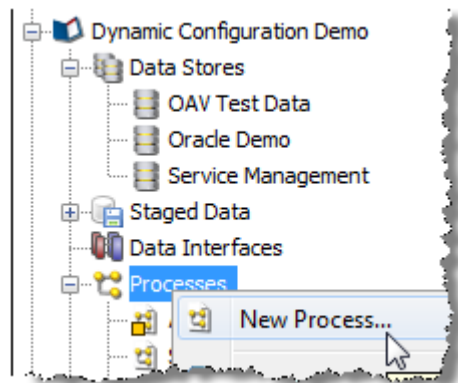 Dynamic Configuration Demo
Data Stores
OAV Test Data
Oracle Demo
Service Management
Staged Data
Data Interfaces
Processes
New Process...